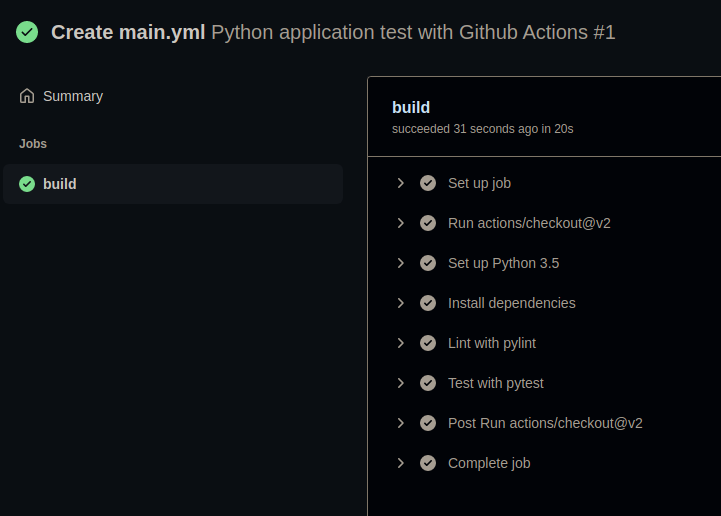 Create main.yml Python application test with Github Actions #1
Summary
Jobs
build
build
succeeded 31 seconds ago in 20s
Set up job
Run actions/checkout@v2
Set up Python 3.5
Install dependencies
Lint with pylint
Test with pytest
Post Run actions/checkout@v2
Complete job